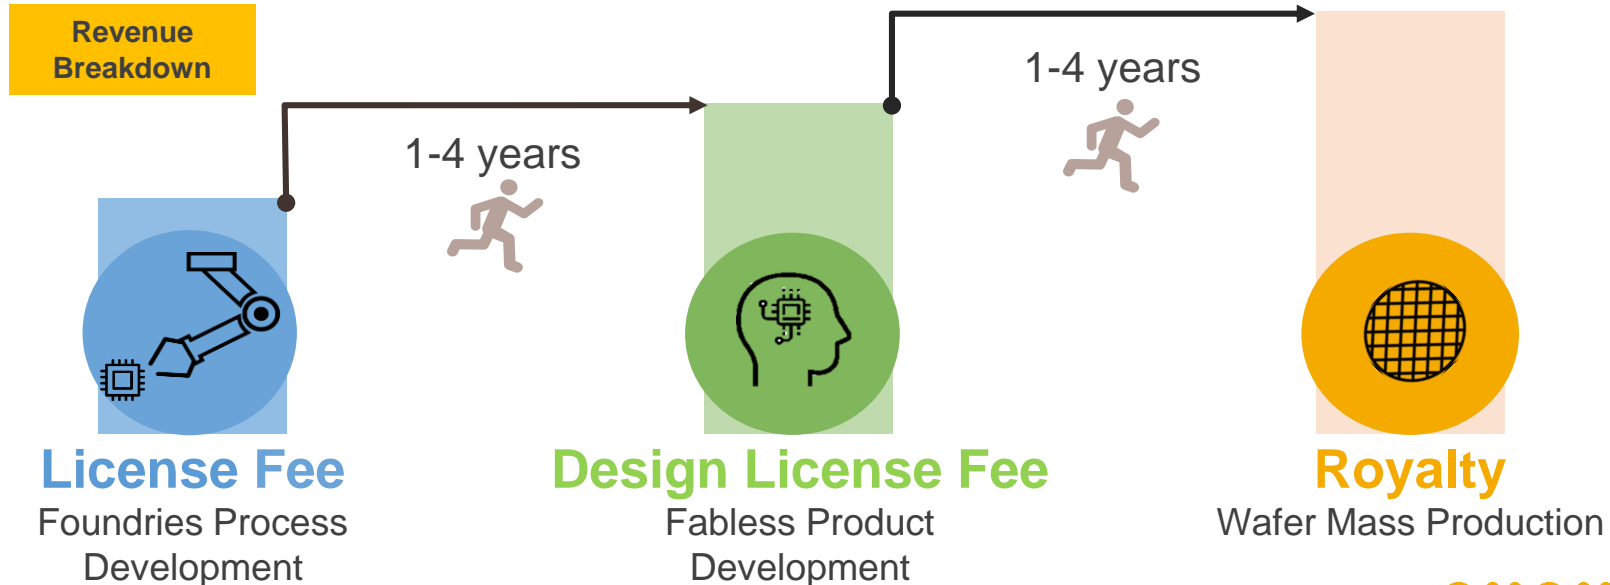 Revenue
Breakdown
1-4 years
1-4 years
License Fee
Foundries Process
Development
Design License Fee
Fabless Product
Development
Royalty
Wafer Mass Production